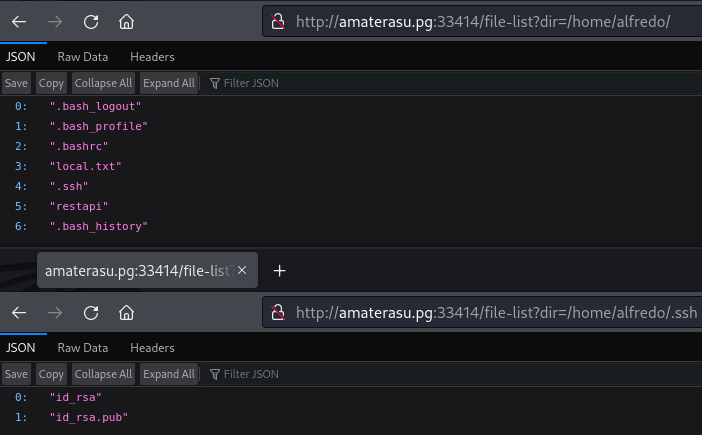 http://amaterasu.pg:33414/file-list?dir=/home/alfredo/
JSON Raw Data Headers
Save Copy Collapse All Expand All Filter JSON
0: ".bash_logout"
1: ".bash_profile"
2: ".bashrc"
3: "local.txt"
4: ".ssh"
5: "restapi"
6: ".bash_history"
amaterasu.pg:33414/file-list?
http://amaterasu.pg:33414/file-list?dir=/home/alfredo/.ssh
JSON Raw Data Headers
Save Copy Collapse All Expand All Filter JSON
0: "id_rsa"
1: "id_rsa.pub"